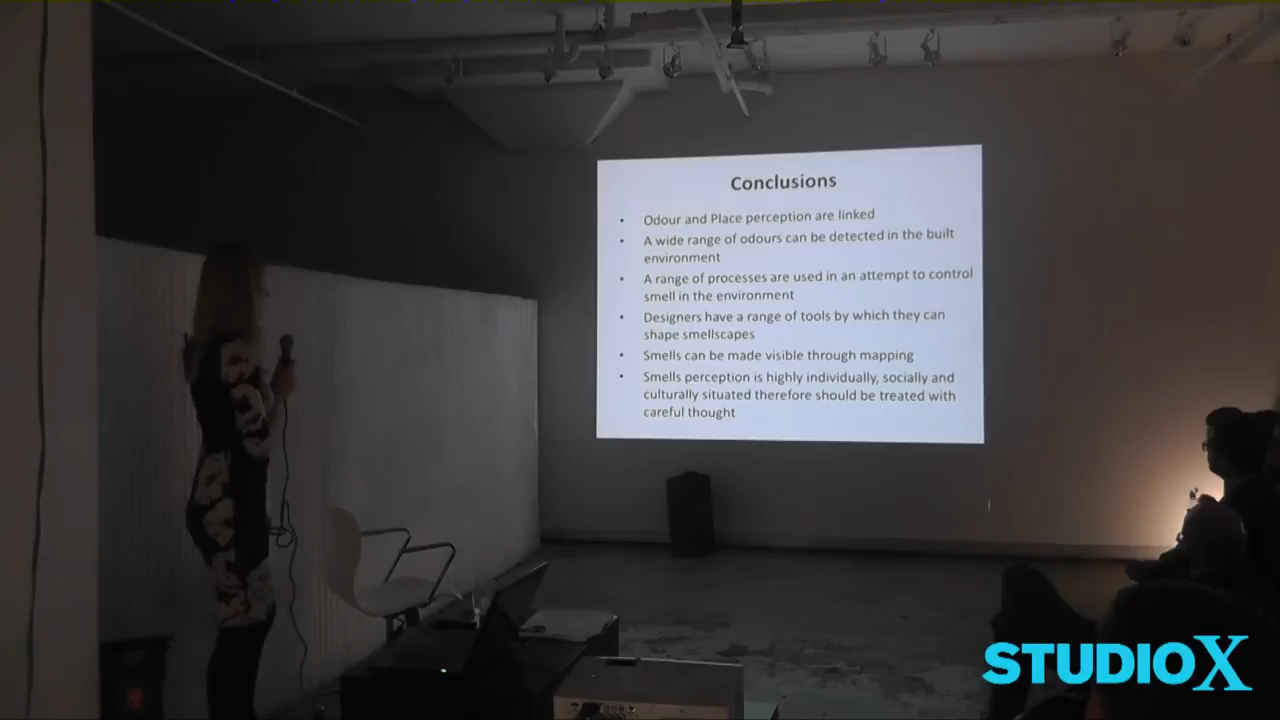 Conclusions
• Odour and Place perception are linked
• A wide range of odours can be detected in the built
environment
• A range of processes are used in an attempt to control
smell in the environment
• Designers have a range of tools by which they can
shape smellscapes
• Smells can be made visible through mapping
• Smells perception is highly individually, socially and
culturally situated therefore should be treated with
careful thought
STUDIOX